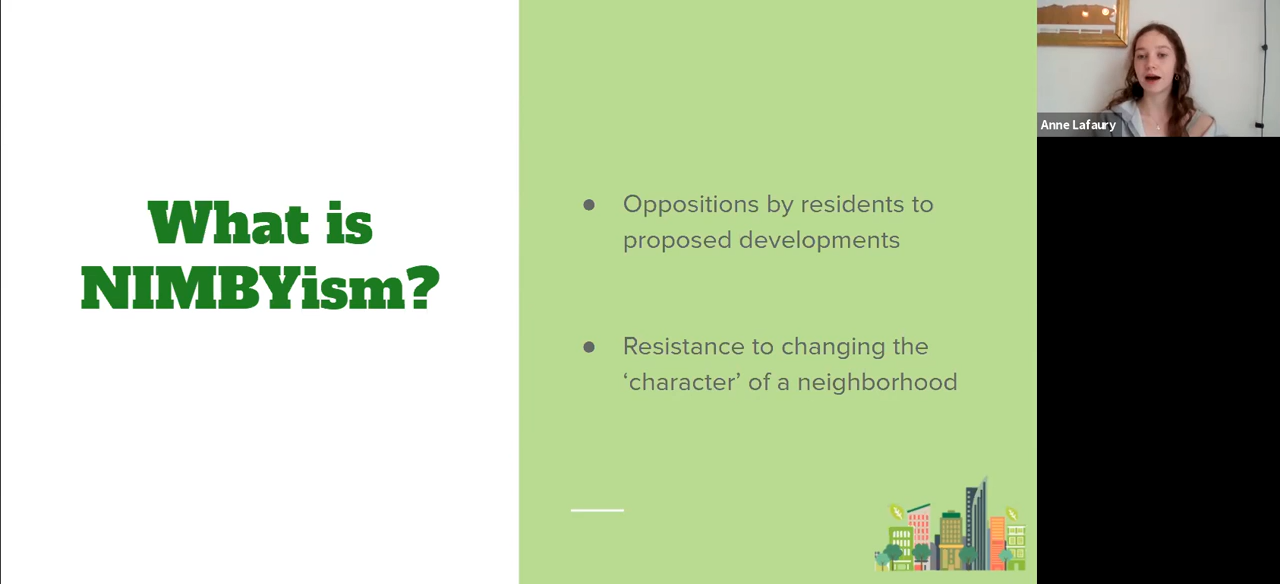 What is
NIMBYism?
● Oppositions by residents to
proposed developments
● Resistance to changing the
‘character’ of a neighborhood
Anne Lafaury